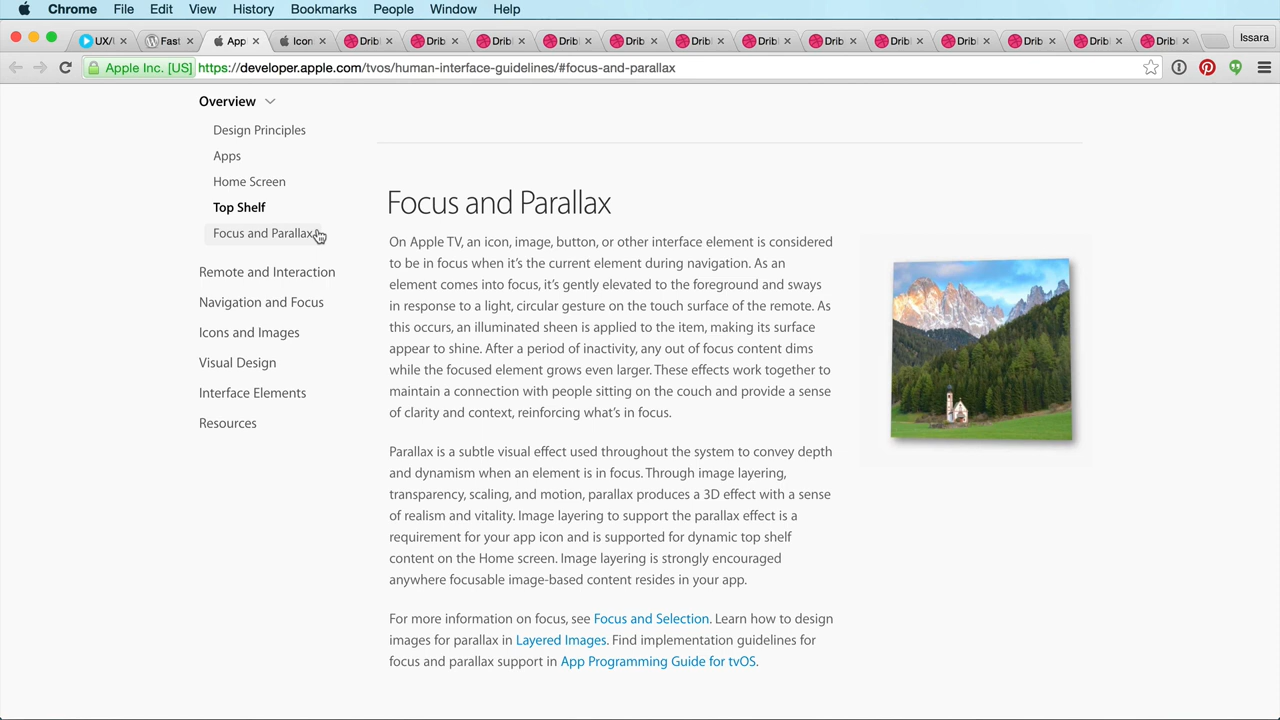 Chrome File Edit View History Bookmarks People Window Help
UX/ Fast App Icon Drib Drib Drib Drib Drib Drib Drib Drib Drib Drib Drib Drib Drib Issara
Apple Inc. [US] https://developer.apple.com/tvos/human-interface-guidelines/#focus-and-parallax
Overview
Design Principles
Apps
Home Screen
Top Shelf
Focus and Parallax
Remote and Interaction
Navigation and Focus
Icons and Images
Visual Design
Interface Elements
Resources
Focus and Parallax
On Apple TV, an icon, image, button, or other interface element is considered
to be in focus when it's the current element during navigation. As an
element comes into focus, it's gently elevated to the foreground and sways
in response to a light, circular gesture on the touch surface of the remote. As
this occurs, an illuminated sheen is applied to the item, making its surface
appear to shine. After a period of inactivity, any out of focus content dims
while the focused element grows even larger. These effects work together to
maintain a connection with people sitting on the couch and provide a sense
of clarity and context, reinforcing what's in focus.
Parallax is a subtle visual effect used throughout the system to convey depth
and dynamism when an element is in focus. Through image layering,
transparency, scaling, and motion, parallax produces a 3D effect with a sense
of realism and vitality. Image layering to support the parallax effect is a
requirement for your app icon and is supported for dynamic top shelf
content on the Home screen. Image layering is strongly encouraged
anywhere focusable image-based content resides in your app.
For more information on focus, see Focus and Selection. Learn how to design
images for parallax in Layered Images. Find implementation guidelines for
focus and parallax support in App Programming Guide for tvOS.